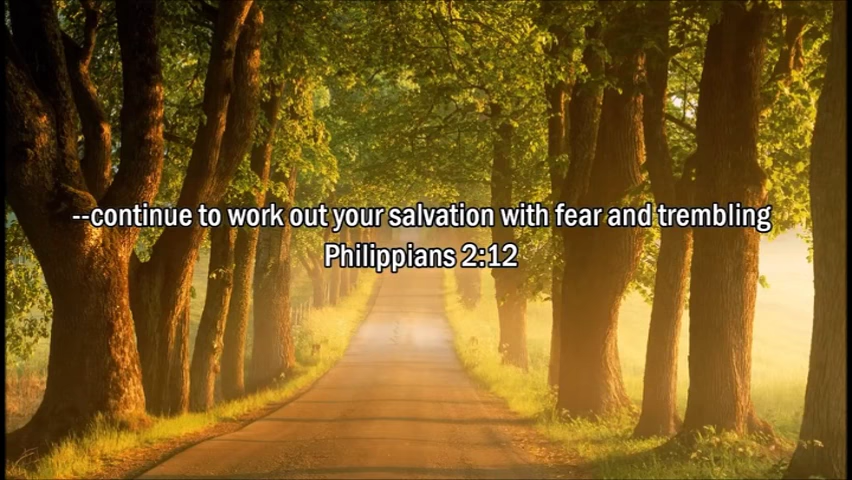 --continue to work out your salvation with fear and trembling
Philippians 2:12